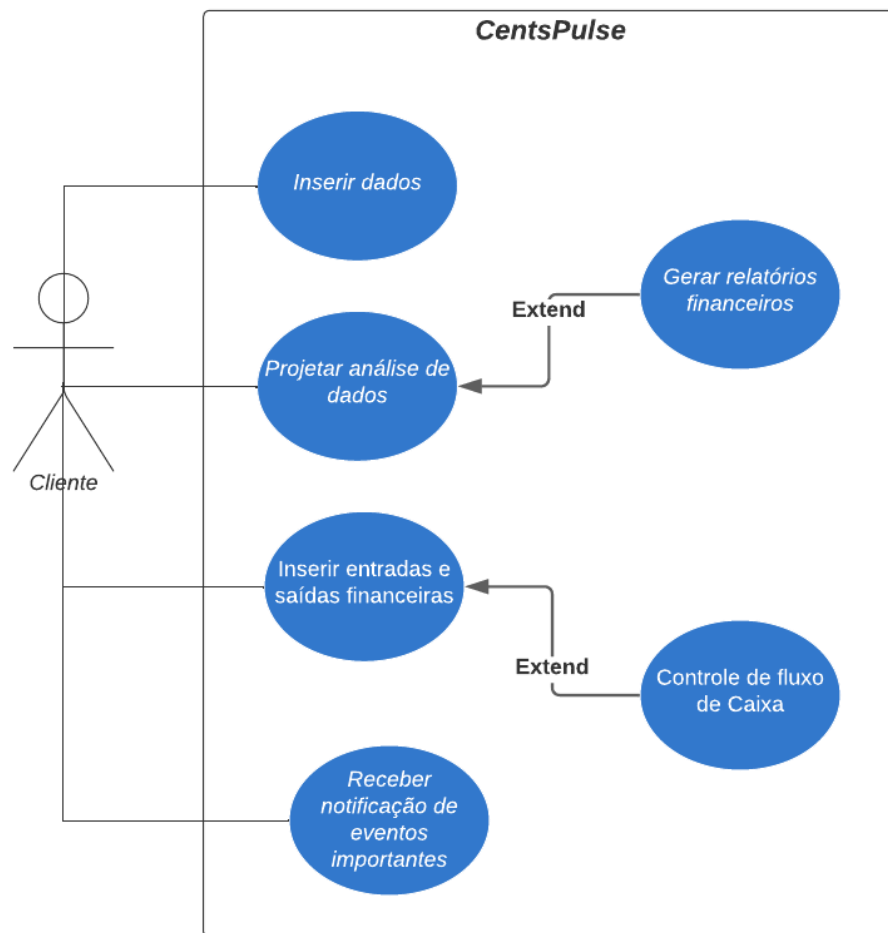 CentsPulse
Inserir dados
Gerar relatórios
financeiros
Extend
Projetar análise de
dados
Cliente
Inserir entradas e
saídas financeiras
Extend
Controle de fluxo
de Caixa
Receber
notificação de
eventos
importantes